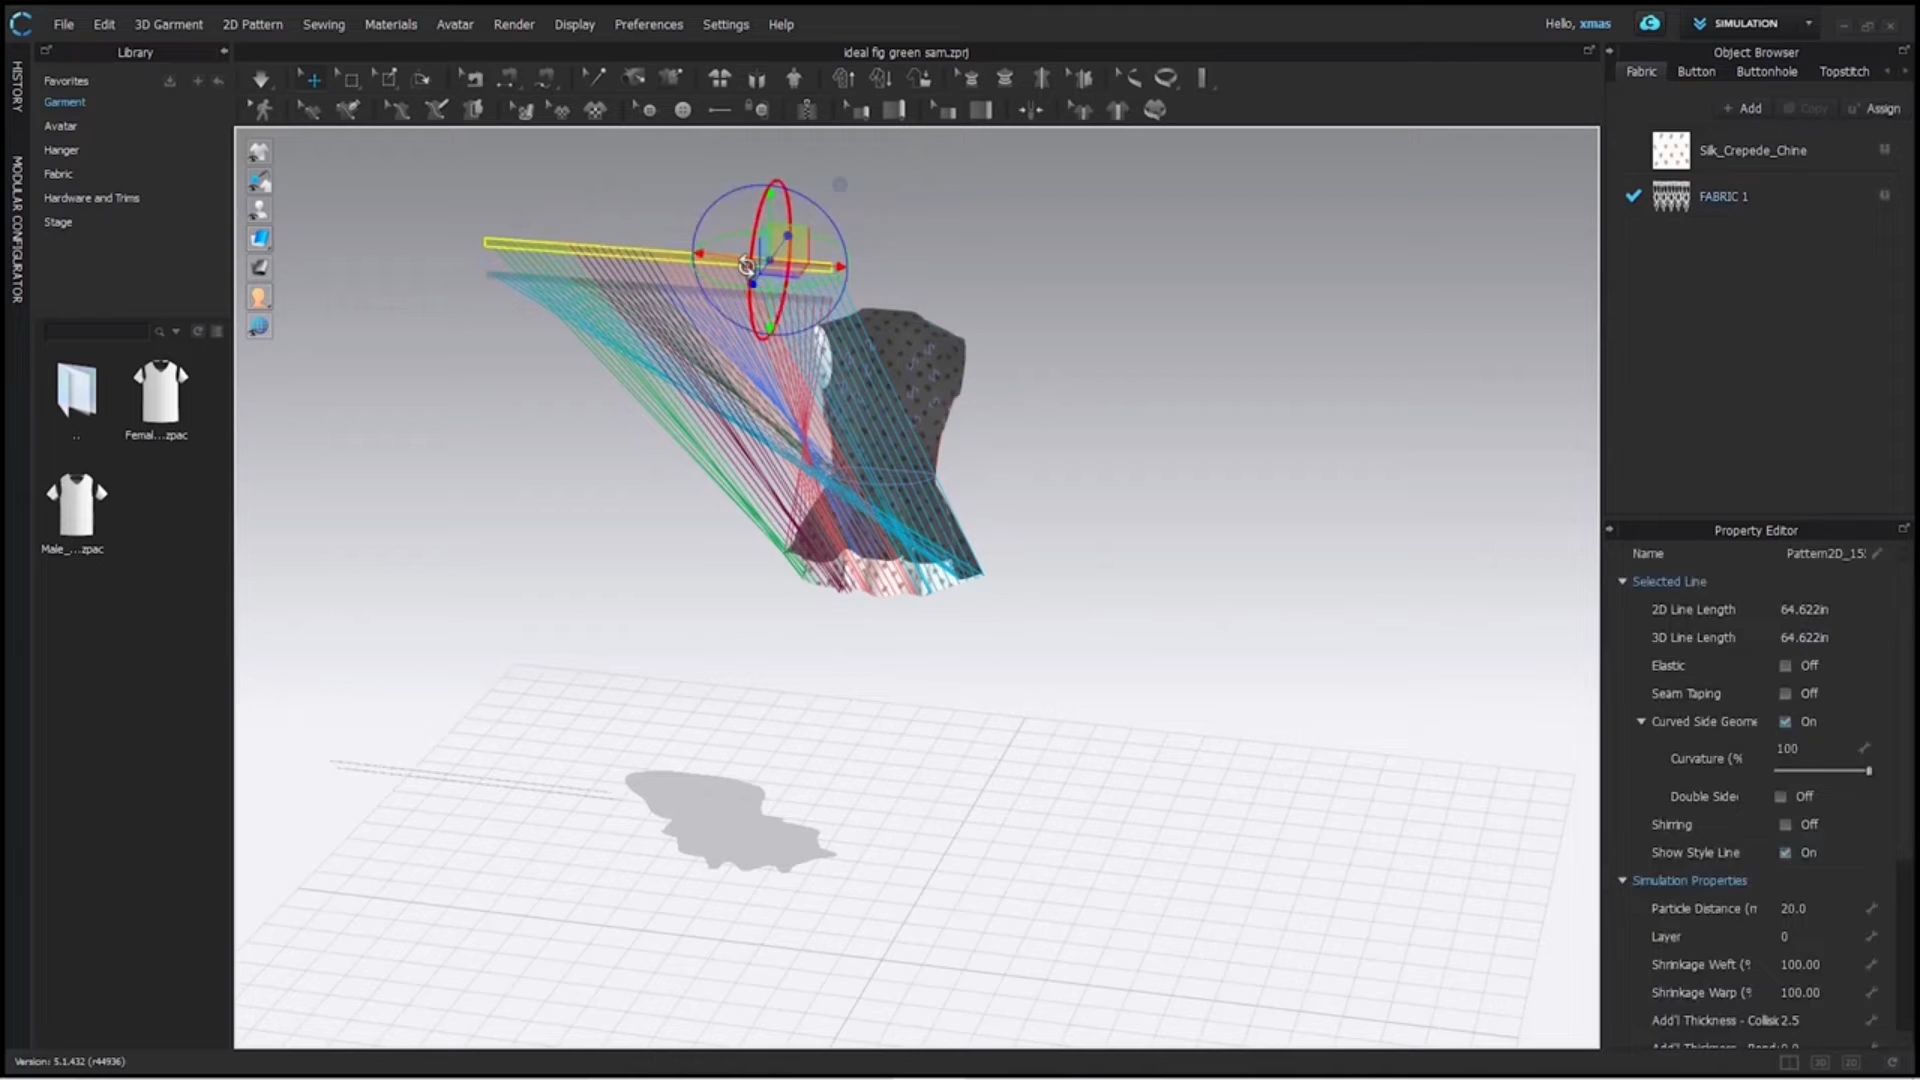 File Edit 3D Garment 2D Pattern Sewing Materials Avatar Render Display Preferences Settings Help
Hello, xmas
SIMULATION
Library
ideal fig green sam.zprj
Object Browser
HISTORY
MODULAR CONFIGURATOR
Favorites
Garment
Avatar
Hanger
Fabric
Hardware and Trims
Stage
..
Femal...zpac
Male_...zpac
Fabric Button Buttonhole Topstitch
+ Add Copy Assign
Silk_Crepede_Chine
FABRIC 1
Property Editor
Name Pattern2D_15
Selected Line
2D Line Length 64.622in
3D Line Length 64.622in
Elastic Off
Seam Taping Off
Curved Side Geome On
Curvature (% 100
Double Side Off
Shirring Off
Show Style Line On
Simulation Properties
Particle Distance (n 20.0
Layer 0
Shrinkage Weft (% 100.00
Shrinkage Warp (% 100.00
Add'l Thickness - Collisk 2.5
Version: 5.1.432 (r44936)
3D 2D